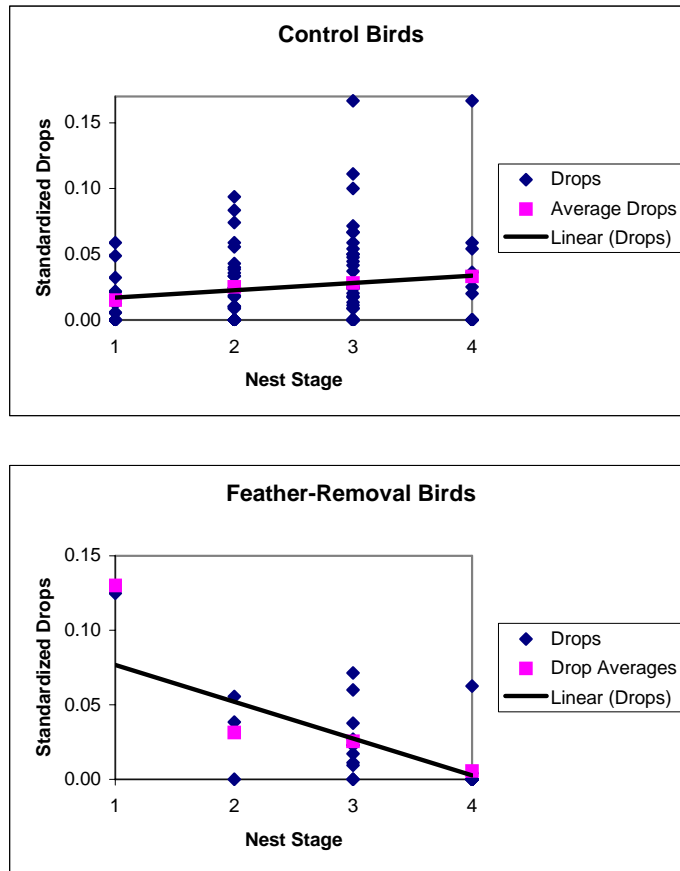 Control Birds
0.15
0.10
0.05
0.00
Standardized Drops
1 2 3 4
Nest Stage
Drops
Average Drops
Linear (Drops)
Feather-Removal Birds
0.15
0.10
0.05
0.00
Standardized Drops
1 2 3 4
Nest Stage
Drops
Drop Averages
Linear (Drops)